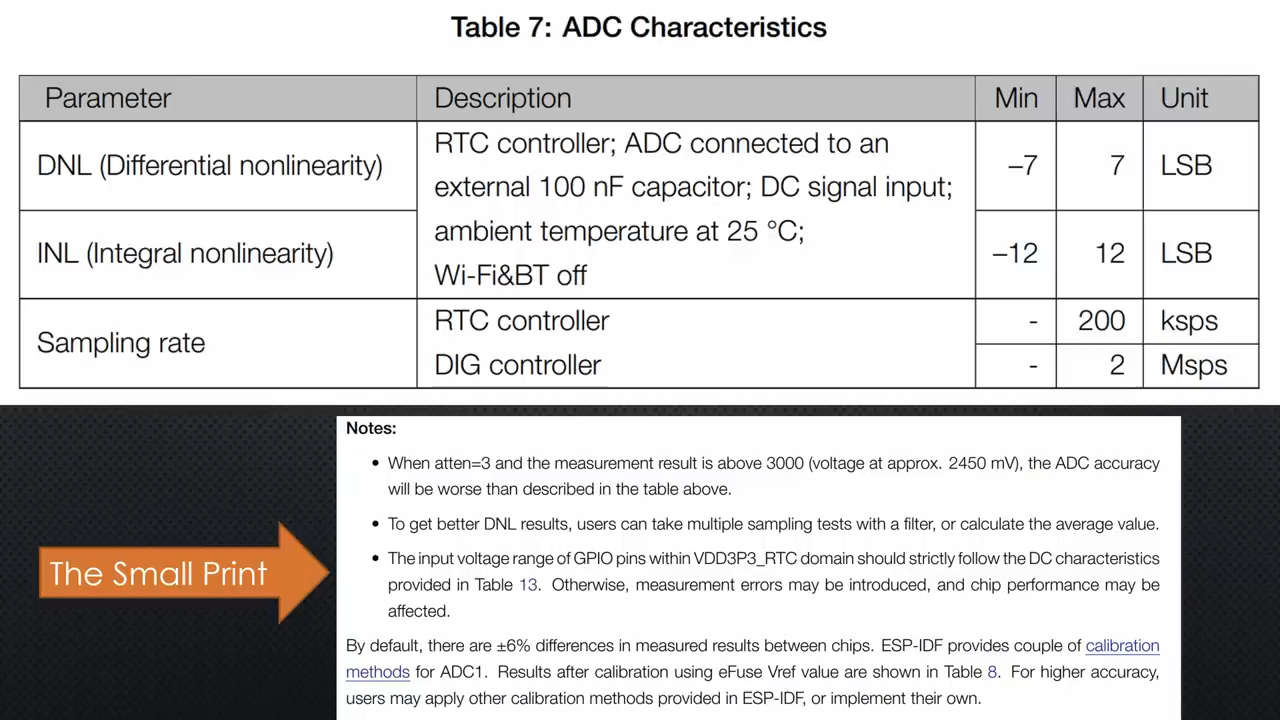 Table 7: ADC Characteristics
Parameter Description Min Max Unit
DNL (Differential nonlinearity) –7 7 LSB
RTC controller; ADC connected to an
external 100 nF capacitor; DC signal input;
ambient temperature at 25 °C;
Wi-Fi&BT off
INL (Integral nonlinearity) –12 12 LSB
Sampling rate
RTC controller - 200 ksps
DIG controller - 2 Msps
The Small Print
Notes:
• When atten=3 and the measurement result is above 3000 (voltage at approx. 2450 mV), the ADC accuracy
will be worse than described in the table above.
• To get better DNL results, users can take multiple sampling tests with a filter, or calculate the average value.
• The input voltage range of GPIO pins within VDD3P3_RTC domain should strictly follow the DC characteristics
provided in Table 13. Otherwise, measurement errors may be introduced, and chip performance may be
affected.
By default, there are ±6% differences in measured results between chips. ESP-IDF provides couple of calibration
methods for ADC1. Results after calibration using eFuse Vref value are shown in Table 8. For higher accuracy,
users may apply other calibration methods provided in ESP-IDF, or implement their own.